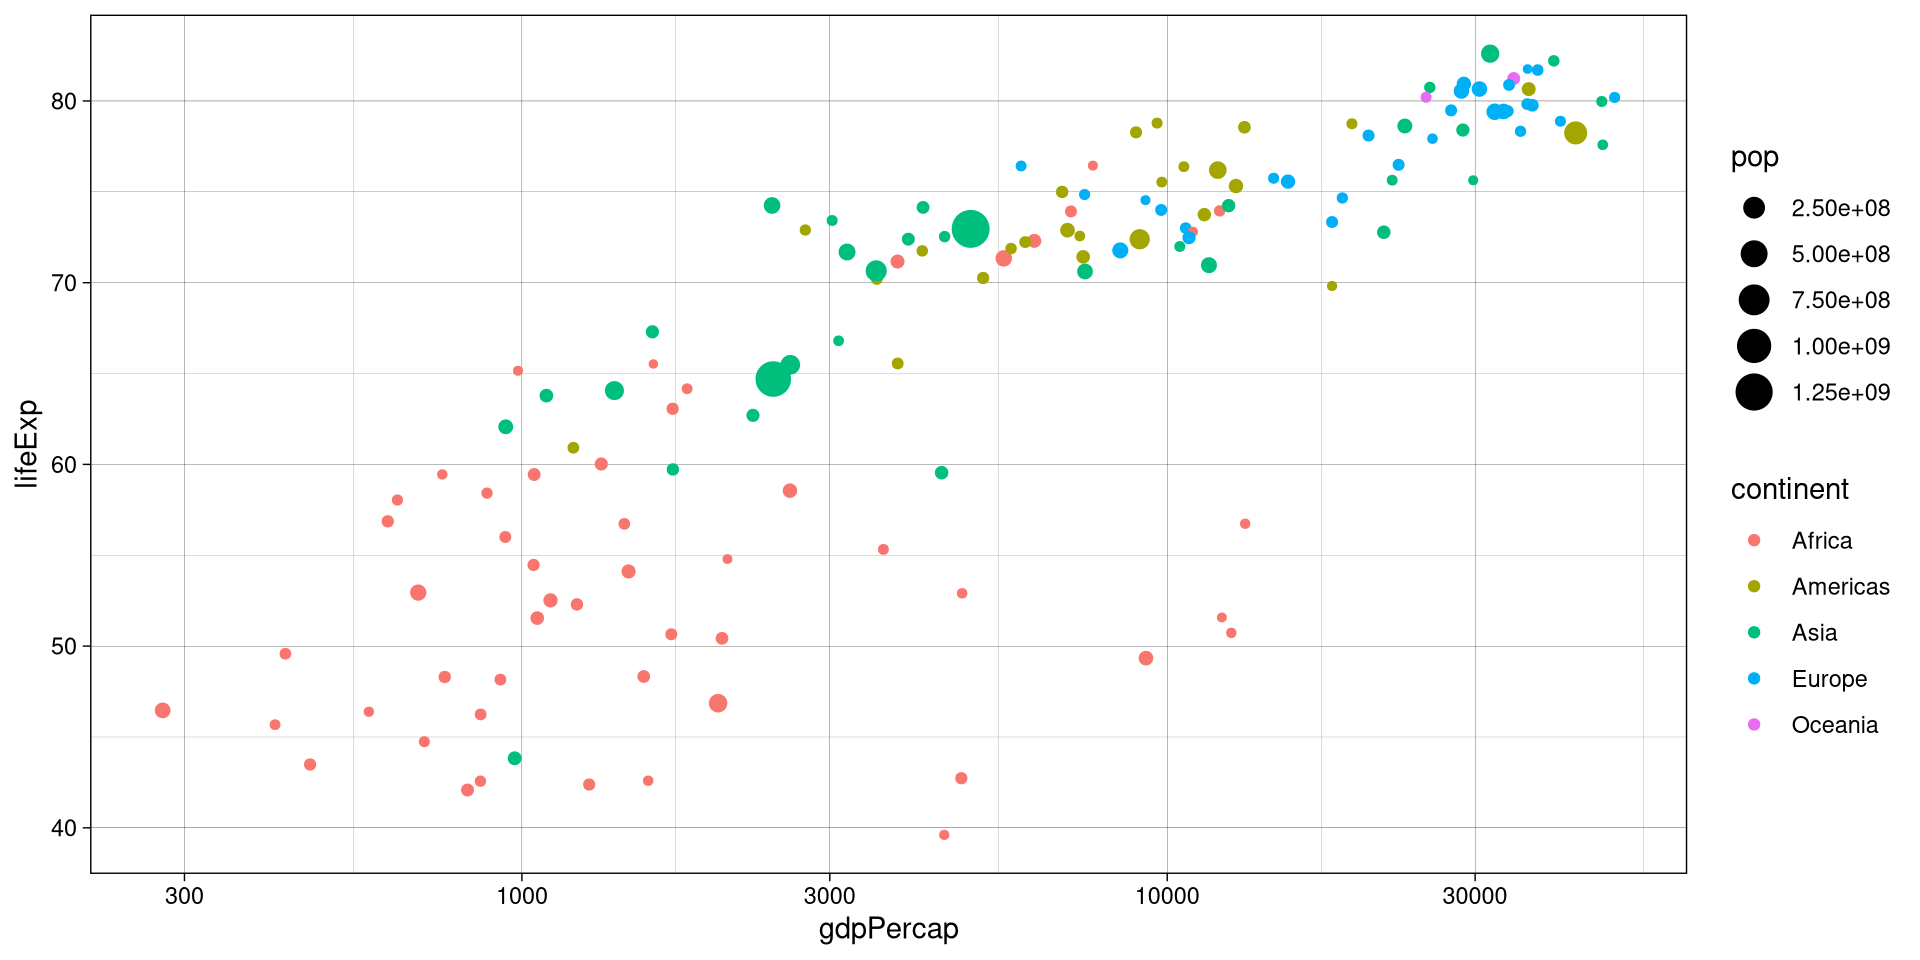 80
70
60
50
40
lifeExp
300
1000
3000
10000
30000
gdpPercap
pop
2.50e+08
5.00e+08
7.50e+08
1.00e+09
1.25e+09
continent
Africa
Americas
Asia
Europe
Oceania